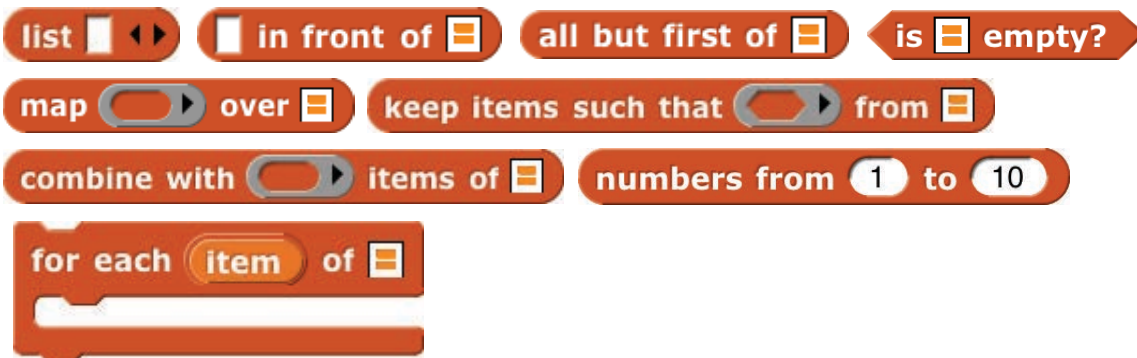 list in front of all but first of is empty?
map over keep items such that from
combine with items of numbers from 1 to 10
for each item of